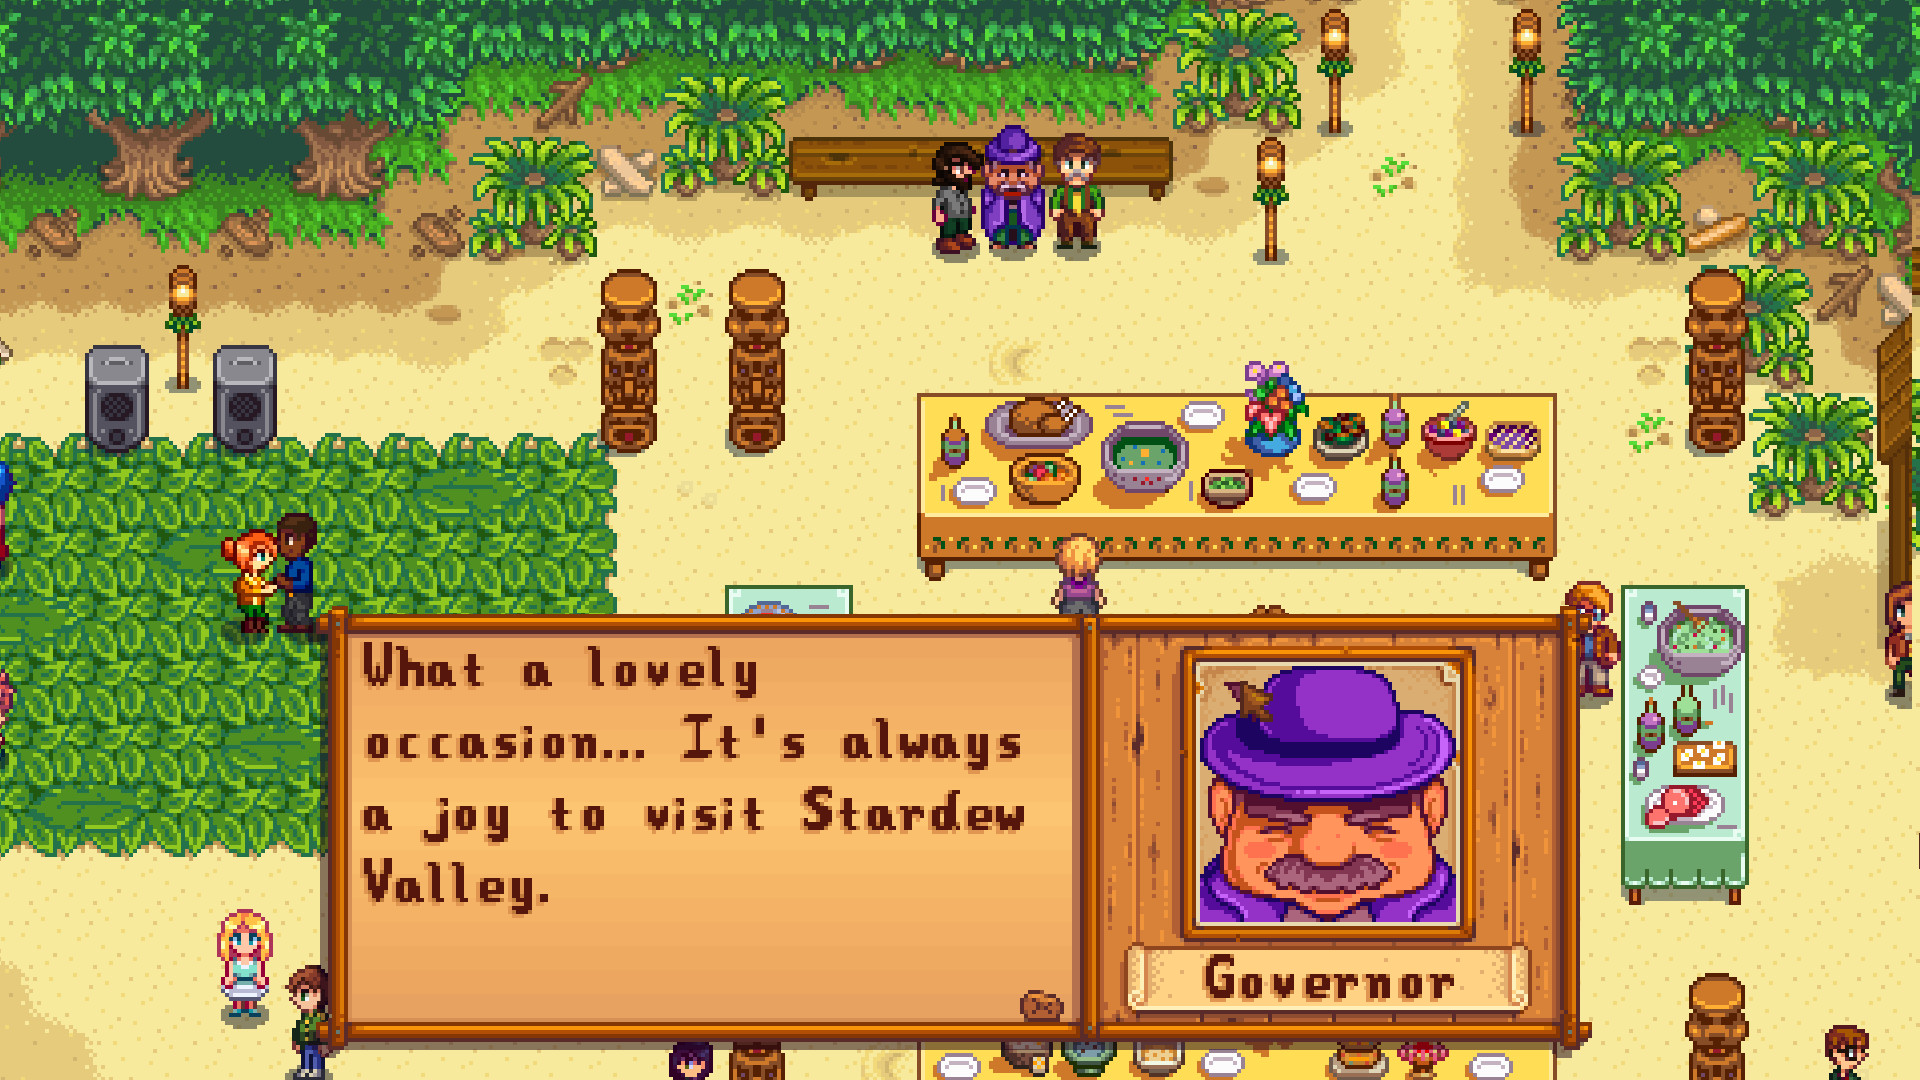 What a lovely
occasion... It's always
a joy to visit Stardew
Valley.
Governor